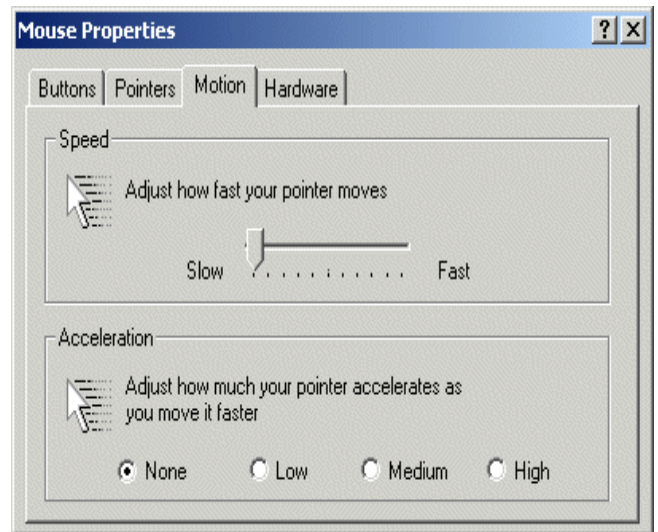 Mouse Properties
? X
Buttons Pointers Motion Hardware
Speed
Adjust how fast your pointer moves
Slow Fast
Acceleration
Adjust how much your pointer accelerates as
you move it faster
None Low Medium High